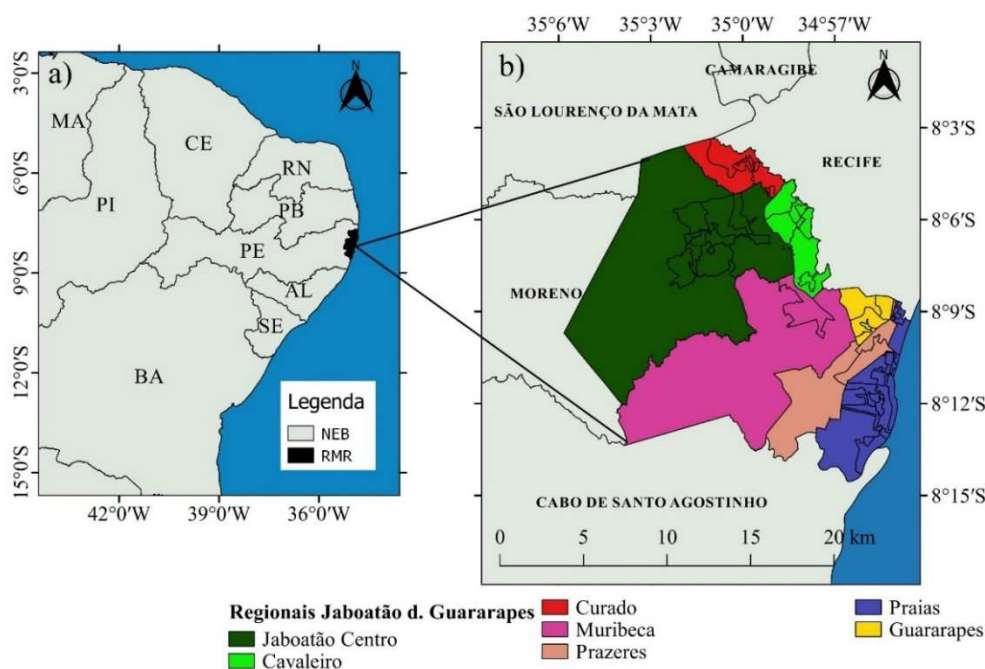 a)
N
MA
CE
RN
PI
PB
PE
AL
SE
BA
Legenda
NEB
RMR
3°0'S
6°0'S
9°0'S
12°0'S
15°0'S
42°0'W 39°0'W 36°0'W
35°6'W 35°3'W 35°0'W 34°57'W
b)
N
CAMARAGIBE
SÃO LOURENÇO DA MATA
RECIFE
MORENO
CABO DE SANTO AGOSTINHO
0 5 10 15 20 km
8°3'S
8°6'S
8°9'S
8°12'S
8°15'S
Regionais Jaboatão d. Guararapes
Jaboatão Centro
Cavaleiro
Curado
Muribeca
Prazeres
Praias
Guararapes